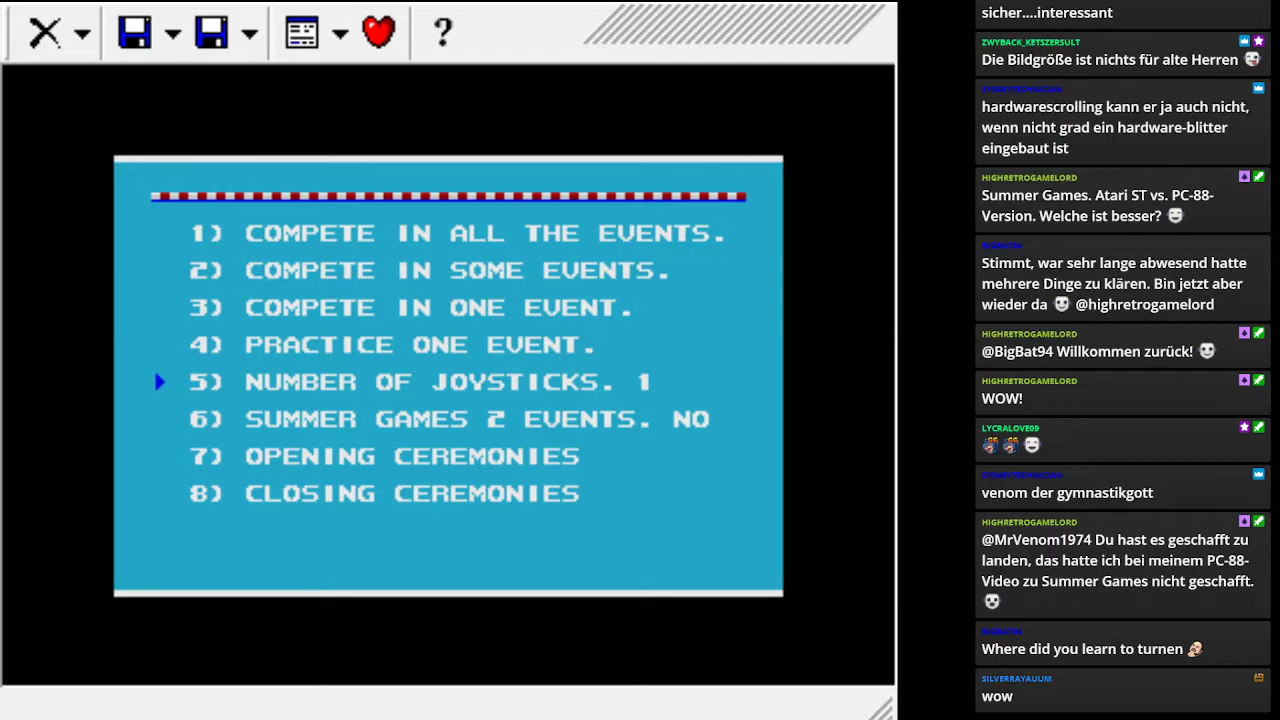 ?
1) COMPETE IN ALL THE EVENTS.
2) COMPETE IN SOME EVENTS.
3) COMPETE IN ONE EVENT.
4) PRACTICE ONE EVENT.
5) NUMBER OF JOYSTICKS. 1
6) SUMMER GAMES 2 EVENTS. NO
7) OPENING CEREMONIES
8) CLOSING CEREMONIES
sicher....interessant
ZWYBACK_KETSZERSULT
Die Bildgröße ist nichts für alte Herren
hardwarescrolling kann er ja auch nicht,
wenn nicht grad ein hardware-blitter
eingebaut ist
HIGHRETROGAMELORD
Summer Games. Atari ST vs. PC-88-
Version. Welche ist besser?
Stimmt, war sehr lange abwesend hatte
mehrere Dinge zu klären. Bin jetzt aber
wieder da @highretrogamelord
HIGHRETROGAMELORD
@BigBat94 Willkommen zurück!
HIGHRETROGAMELORD
WOW!
LYCRALOVE09
venom der gymnastikgott
HIGHRETROGAMELORD
@MrVenom1974 Du hast es geschafft zu
landen, das hatte ich bei meinem PC-88-
Video zu Summer Games nicht geschafft.
Where did you learn to turnen
SILVERRAYAUUM
wow